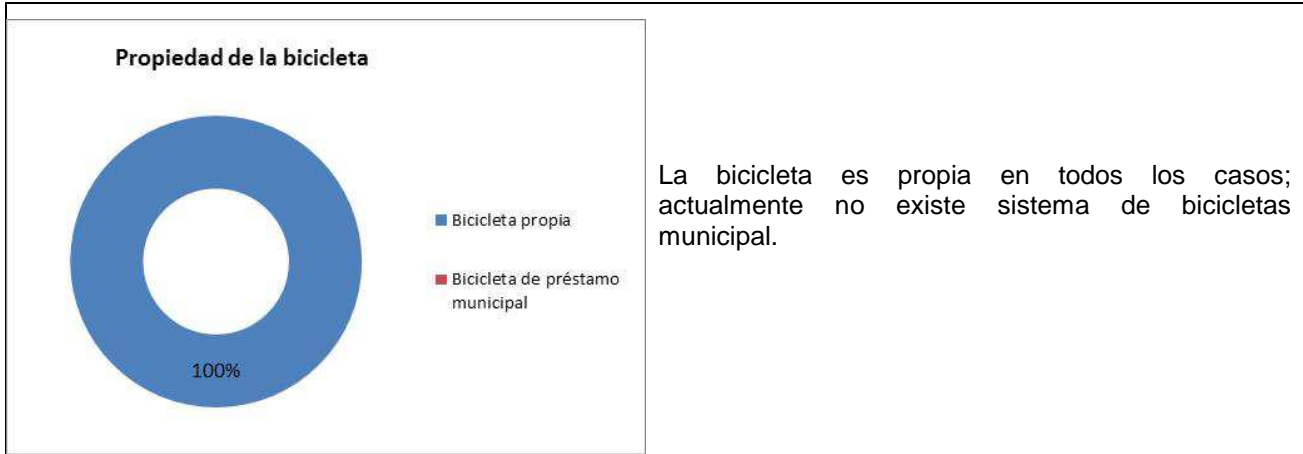 Propiedad de la bicicleta
Bicicleta propia
Bicicleta de préstamo
municipal
100%
La bicicleta es propia en todos los casos;
actualmente no existe sistema de bicicletas
municipal.